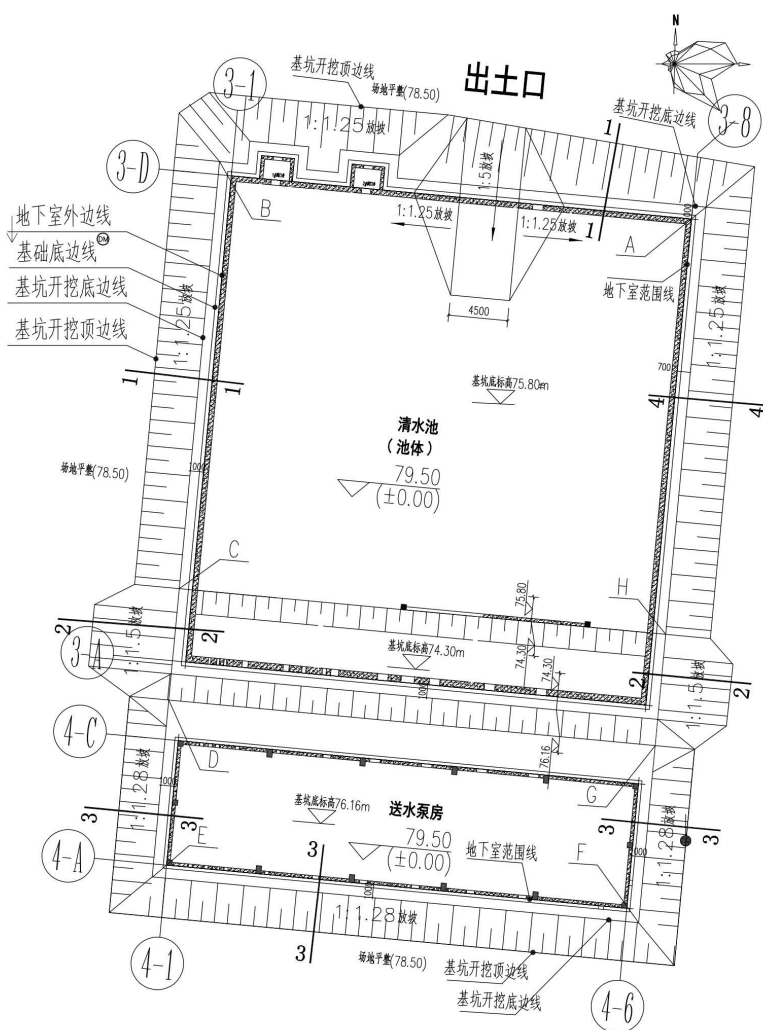 N
基坑开挖顶边线
场地平整(78.50)
出土口
基坑开挖底边线
3-1
3-8
1:1.25放坡
1
1:5放坡
3-D
B
1000
A
1:1.25放坡
1:1.25放坡
1
地下室外边线
基础底边线
基坑开挖底边线
基坑开挖顶边线
DM
地下室范围线
1:1.25放坡
1:1.25放坡
4500
700
基坑底标高75.80m
1
1
4
4
清水池
(池体)
79.50
(±0.00)
场地平整(78.50)
1000
C
H
75.80
74.30
2
2
1:1.5放坡
3-A
基坑底标高74.30m
74.30
1000
2
2
1:1.5放坡
4-C
D
76.16
G
1000
基坑底标高76.16m
送水泵房
79.50
(±0.00)
地下室范围线
3
3
3
3
1:1.28放坡
4-A
E
F
3
000
1000
1:1.28放坡
3
4-1
场地平整(78.50)
基坑开挖顶边线
基坑开挖底边线
4-6